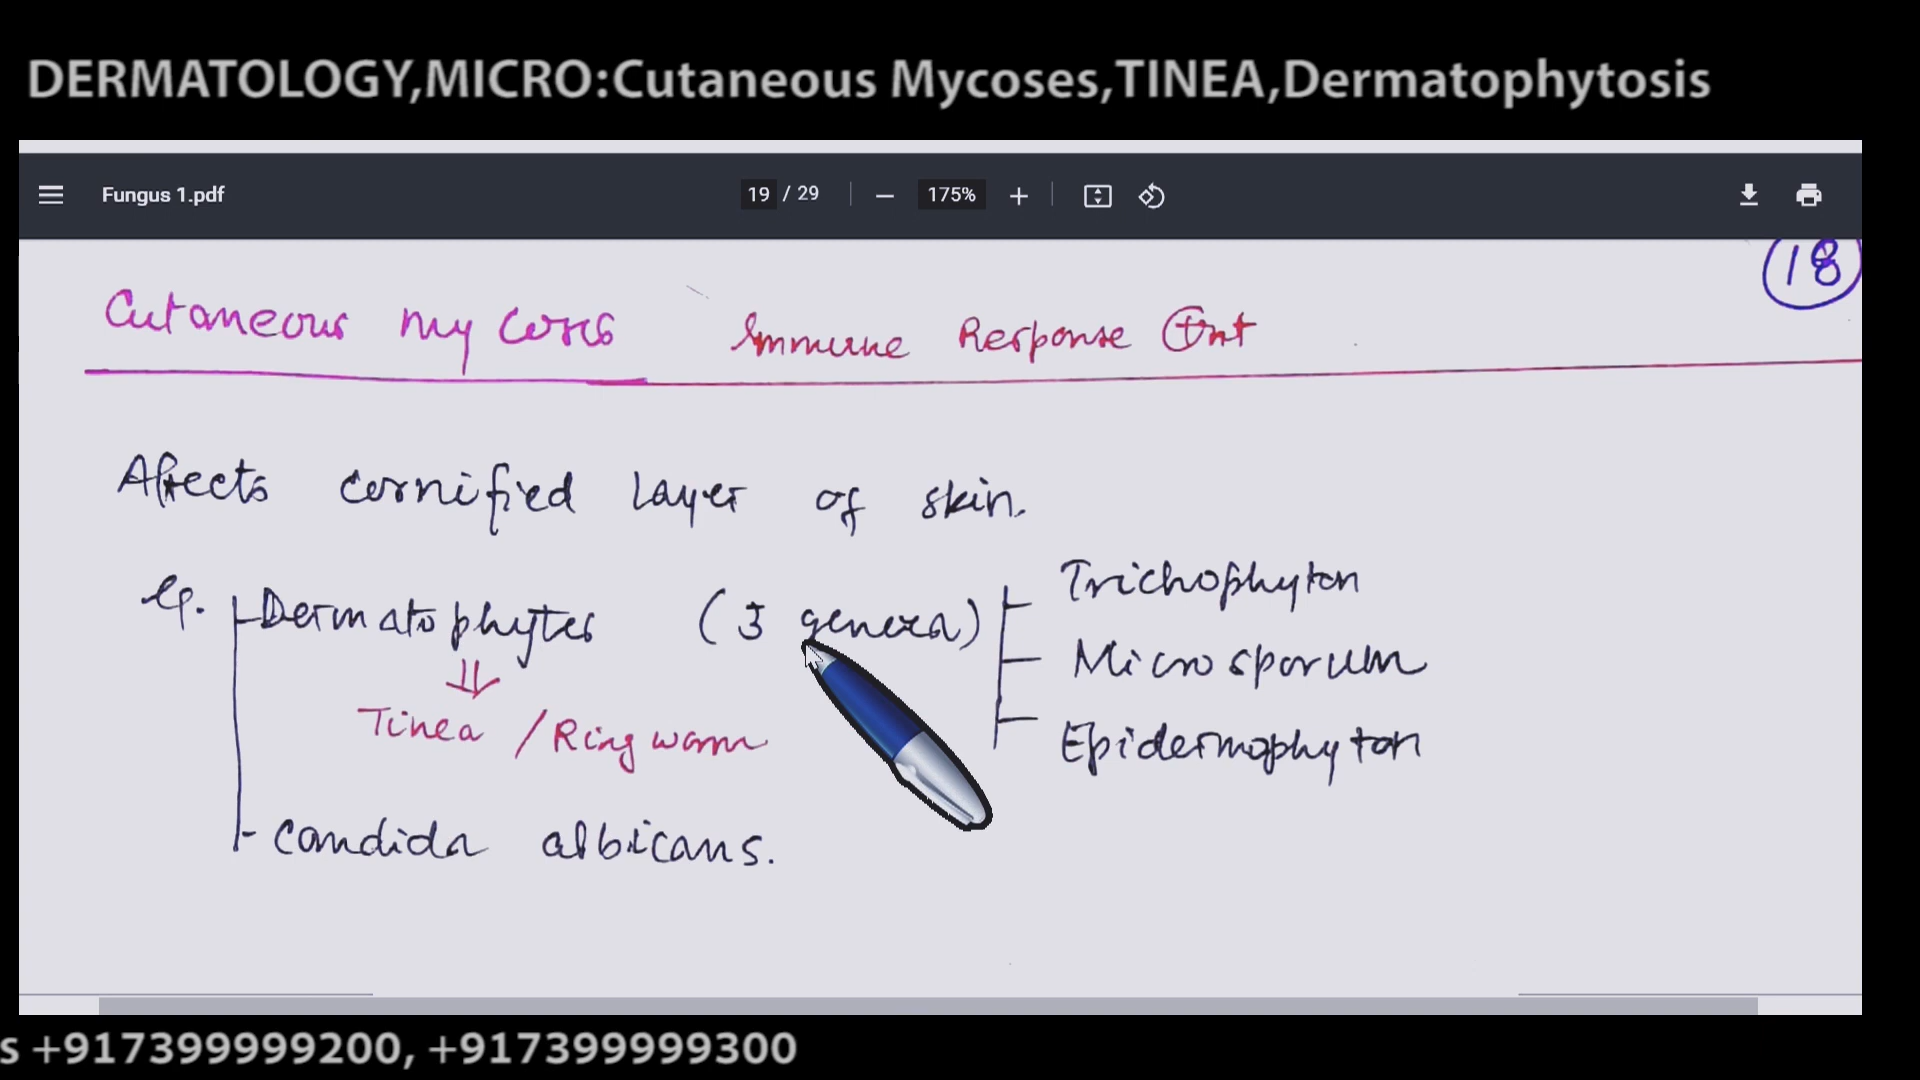 DERMATOLOGY,MICRO:Cutaneous Mycoses,TINEA,Dermatophytosis
Fungus 1.pdf
19 / 29
175%
18
Cutaneous mycoses Immune Response
Affects cornified layer of skin.
eg. Dermatophytes (3 genera)
Trichophyton
Microsporum
Epidermophyton
Tinea / Ring worm
Candida albicans.
s +917399999200, +917399999300